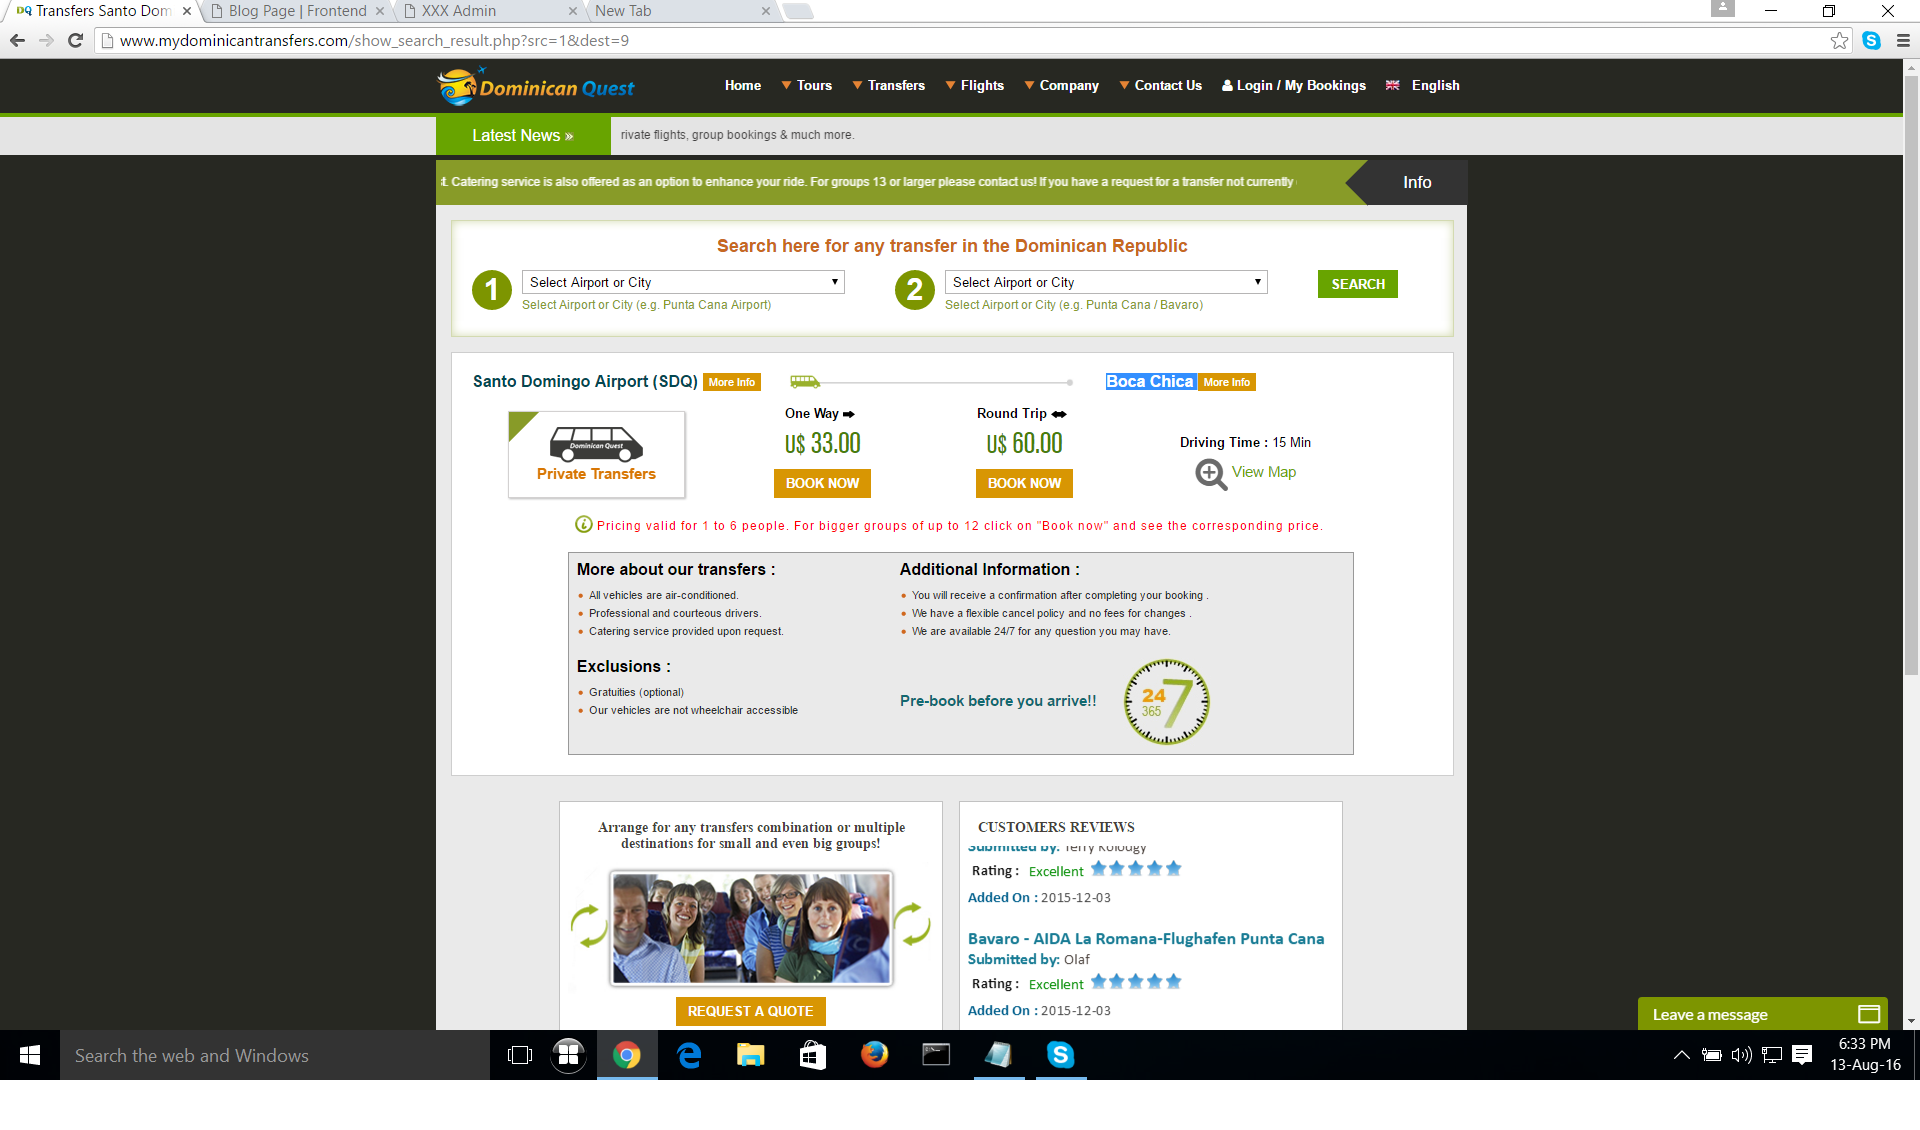 DQ Transfers Santo Dom
Blog Page | Frontend
XXX Admin
New Tab
www.mydominicantransfers.com/show_search_result.php?src=1&dest=9
Dominican Quest
Home Tours Transfers Flights Company Contact Us Login / My Bookings English
Latest News » rivate flights, group bookings & much more.
t. Catering service is also offered as an option to enhance your ride. For groups 13 or larger please contact us! If you have a request for a transfer not currently
Info
Search here for any transfer in the Dominican Republic
1 Select Airport or City
2 Select Airport or City
SEARCH
Select Airport or City (e.g. Punta Cana Airport)
Select Airport or City (e.g. Punta Cana / Bavaro)
Santo Domingo Airport (SDQ) More Info
Boca Chica More Info
Dominican Quest
Private Transfers
One Way
U$ 33.00
BOOK NOW
Round Trip
U$ 60.00
BOOK NOW
Driving Time : 15 Min
View Map
Pricing valid for 1 to 6 people. For bigger groups of up to 12 click on "Book now" and see the corresponding price.
More about our transfers :
All vehicles are air-conditioned.
Professional and courteous drivers.
Catering service provided upon request.
Additional Information :
You will receive a confirmation after completing your booking .
We have a flexible cancel policy and no fees for changes .
We are available 24/7 for any question you may have.
Exclusions :
Gratuities (optional)
Our vehicles are not wheelchair accessible
Pre-book before you arrive!!
24 7
365
Arrange for any transfers combination or multiple
destinations for small and even big groups!
REQUEST A QUOTE
CUSTOMERS REVIEWS
Submitted by: Terry Kology
Rating : Excellent
Added On : 2015-12-03
Bavaro - AIDA La Romana-Flughafen Punta Cana
Submitted by: Olaf
Rating : Excellent
Added On : 2015-12-03
Leave a message
Search the web and Windows
6:33 PM
13-Aug-16